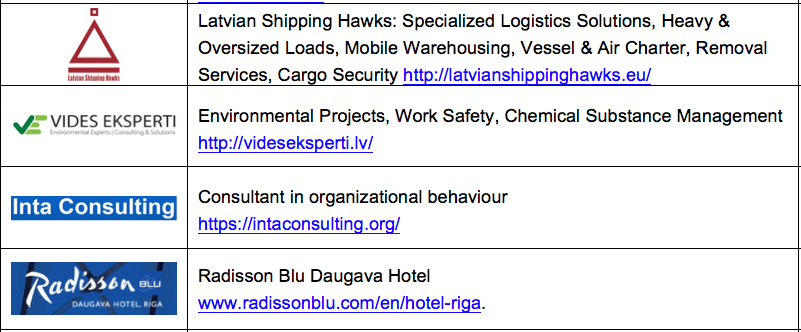 Latvian Shipping Hawks
Latvian Shipping Hawks: Specialized Logistics Solutions, Heavy &
Oversized Loads, Mobile Warehousing, Vessel & Air Charter, Removal
Services, Cargo Security http://latvianshippinghawks.eu/
VIDES EKSPERTI
Environmental Experts | Consulting & Solutions
Environmental Projects, Work Safety, Chemical Substance Management
http://videseksperti.lv/
Inta Consulting
Consultant in organizational behaviour
https://intaconsulting.org/
Radisson BLU
DAUGAVA HOTEL, RIGA
Radisson Blu Daugava Hotel
www.radissonblu.com/en/hotel-riga.